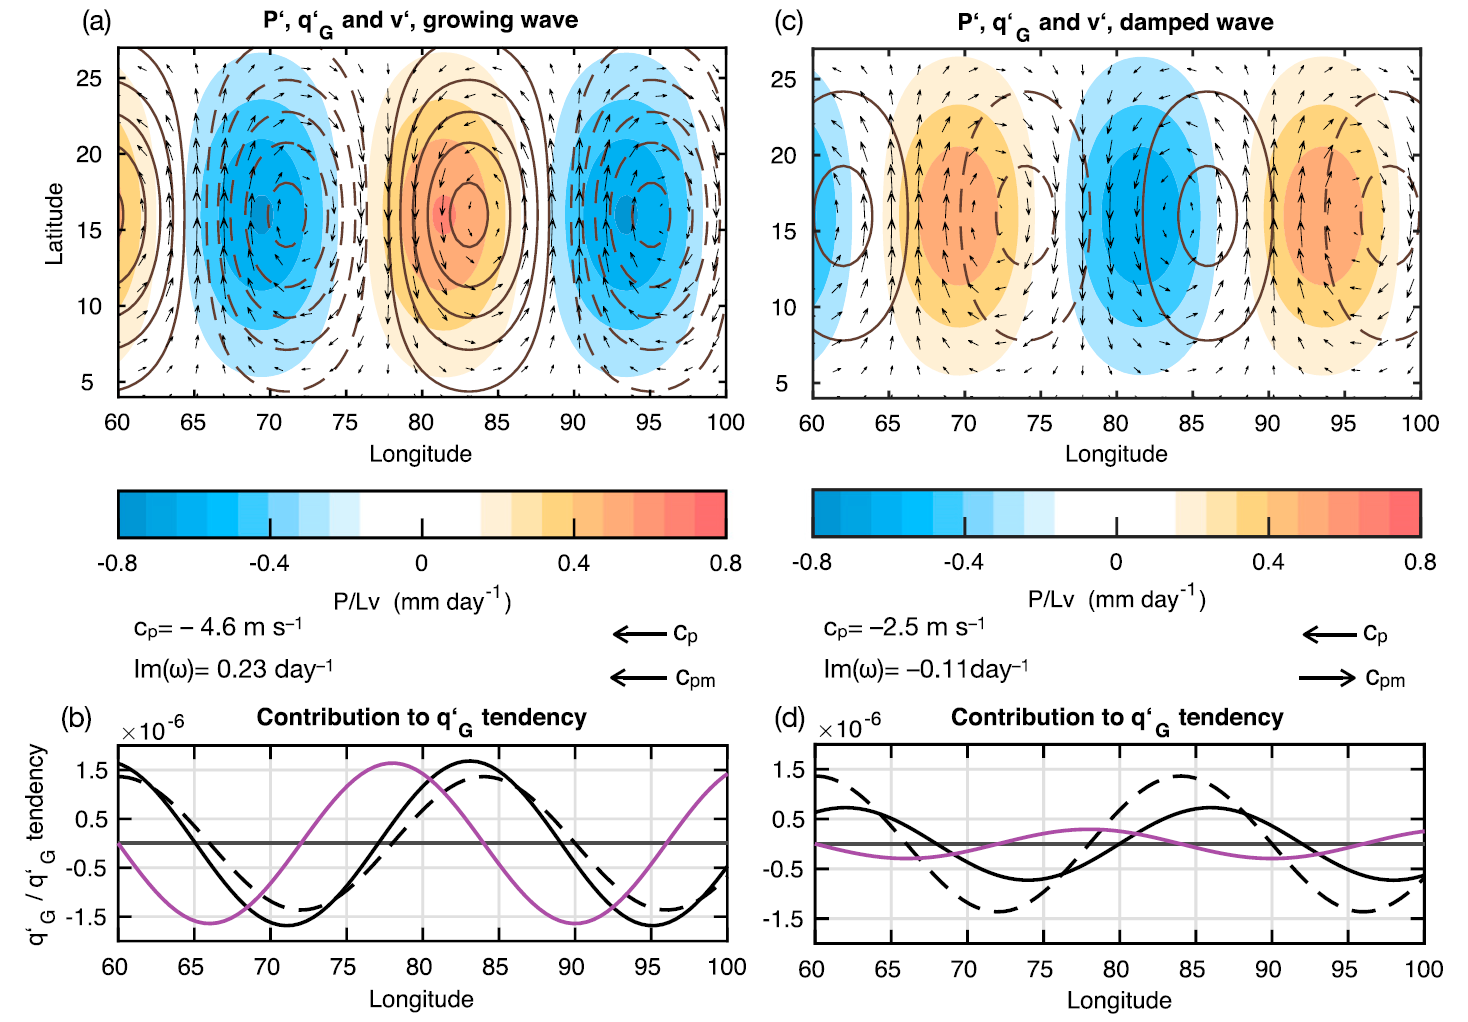 (a) P‘, q‘G and v‘, growing wave
Latitude
25
20
15
10
5
60 65 70 75 80 85 90 95 100
Longitude
-0.8 -0.4 0 0.4 0.8
P/Lv (mm day-1)
cp= – 4.6 m s–1
cp
Im(ω)= 0.23 day–1
cpm
(b) Contribution to q‘G tendency
×10-6
q‘G / q‘G tendency
1.5
0.5
-0.5
-1.5
60 65 70 75 80 85 90 95 100
Longitude
(c) P‘, q‘G and v‘, damped wave
25
20
15
10
5
60 65 70 75 80 85 90 95 100
Longitude
-0.8 -0.4 0 0.4 0.8
P/Lv (mm day-1)
cp= –2.5 m s–1
cp
Im(ω)= –0.11day–1
cpm
(d) Contribution to q‘G tendency
×10-6
1.5
0.5
-0.5
-1.5
60 65 70 75 80 85 90 95 100
Longitude